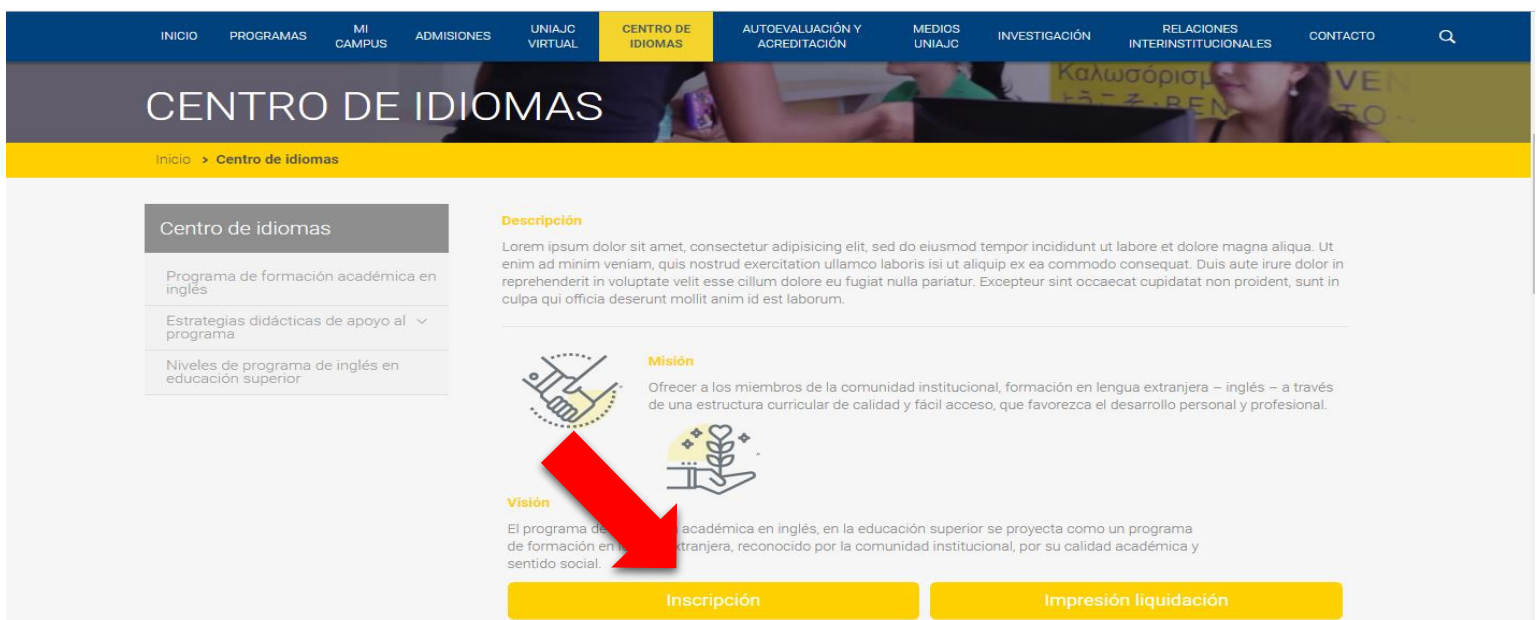 INICIO PROGRAMAS MI CAMPUS ADMISIONES UNIAJC VIRTUAL CENTRO DE IDIOMAS AUTOEVALUACIÓN Y ACREDITACIÓN MEDIOS UNIAJC INVESTIGACIÓN RELACIONES INTERINSTITUCIONALES CONTACTO
CENTRO DE IDIOMAS
Inicio > Centro de idiomas
Centro de idiomas
Programa de formación académica en
inglés
Estrategias didácticas de apoyo al
programa
Niveles de programa de inglés en
educación superior
Descripción
Lorem ipsum dolor sit amet, consectetur adipisicing elit, sed do eiusmod tempor incididunt ut labore et dolore magna aliqua. Ut
enim ad minim veniam, quis nostrud exercitation ullamco laboris isi ut aliquip ex ea commodo consequat. Duis aute irure dolor in
reprehenderit in voluptate velit esse cillum dolore eu fugiat nulla pariatur. Excepteur sint occaecat cupidatat non proident, sunt in
culpa qui officia deserunt mollit anim id est laborum.
Misión
Ofrecer a los miembros de la comunidad institucional, formación en lengua extranjera – inglés – a través
de una estructura curricular de calidad y fácil acceso, que favorezca el desarrollo personal y profesional.
Visión
El programa académica en inglés, en la educación superior se proyecta como un programa
de formación en extranjera, reconocido por la comunidad institucional, por su calidad académica y
sentido social.
Inscripción Impresión liquidación